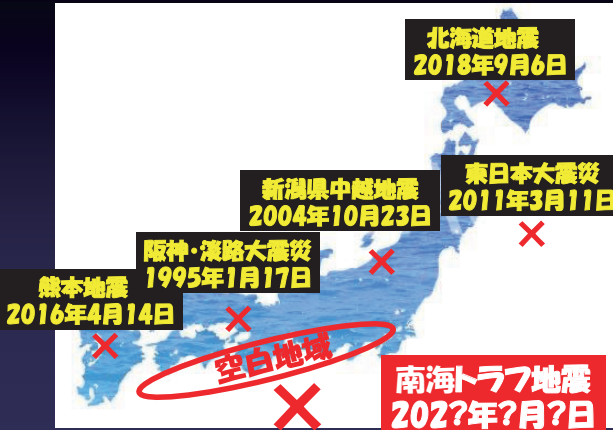 北海道地震
2018年9月6日
東日本大震災
2011年3月11日
新潟県中越地震
2004年10月23日
阪神・淡路大震災
1995年1月17日
熊本地震
2016年4月14日
空白地域
南海トラフ地震
202?年?月?日